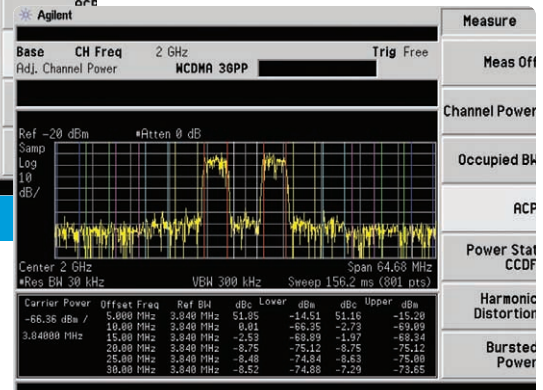 Agilent
Measure
Base CH Freq 2 GHz Trig Free
Adj. Channel Power WCDMA 3GPP
Meas Off
Channel Power
Occupied BW
ACP
Power Stat
CCDF
Harmonic
Distortion
Bursted
Power
Ref -20 dBm *Atten 0 dB
Samp
Log
10
dB/
Center 2 GHz Span 64.68 MHz
*Res BW 30 kHz VBW 300 kHz Sweep 156.2 ms (801 pts)
Carrier Power Offset Freq Ref BW dBc Lower dBm dBc Upper dBm
-66.36 dBm / 5.000 MHz 3.840 MHz 51.85 -14.51 51.16 -15.20
10.00 MHz 3.840 MHz 0.01 -66.35 -2.73 -69.09
3.84000 MHz 15.00 MHz 3.840 MHz -2.53 -68.89 -1.97 -68.34
20.00 MHz 3.840 MHz -8.75 -75.12 -8.75 -75.12
25.00 MHz 3.840 MHz -8.48 -74.84 -8.63 -75.00
30.00 MHz 3.840 MHz -8.52 -74.88 -7.29 -73.65